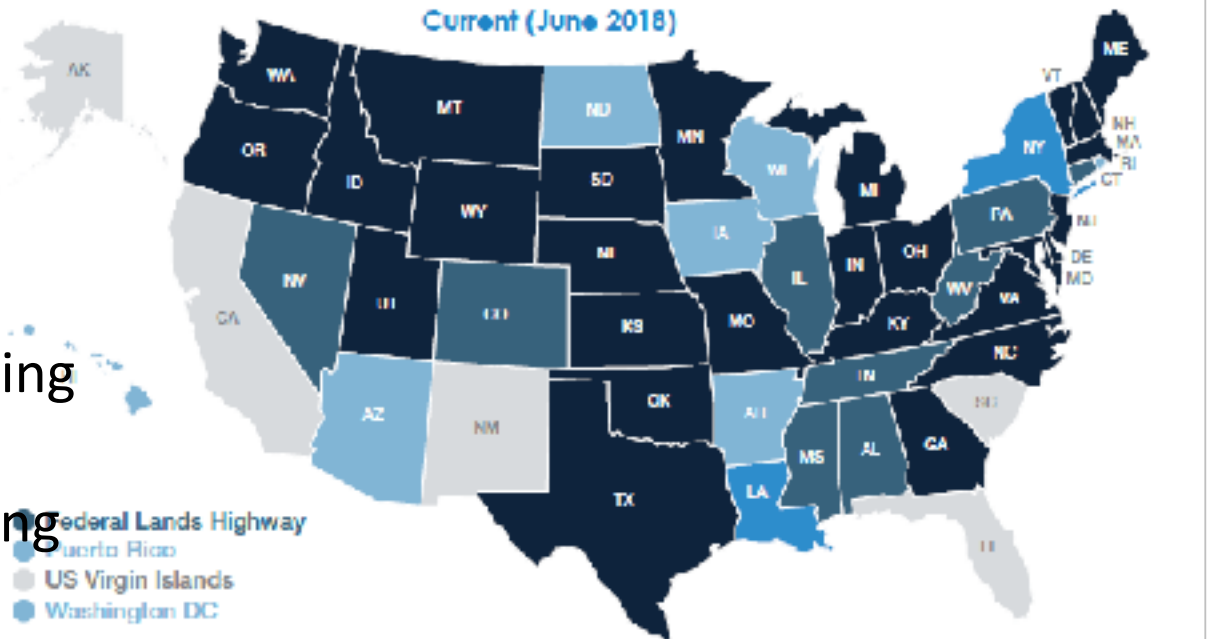 Current (June 2018)
AK
WA
MT
ND
MN
ME
VT
NH
MA
RI
CT
NY
OR
ID
SD
WI
MI
WY
IA
PA
NJ
NV
UT
CO
IL
IN
OH
WV
DE
MD
VA
CA
KS
MO
KY
NC
ing
AZ
NM
OK
SC
MS
AL
GA
TX
LA
ng
Federal Lands Highway
Puerto Rico
US Virgin Islands
Washington DC